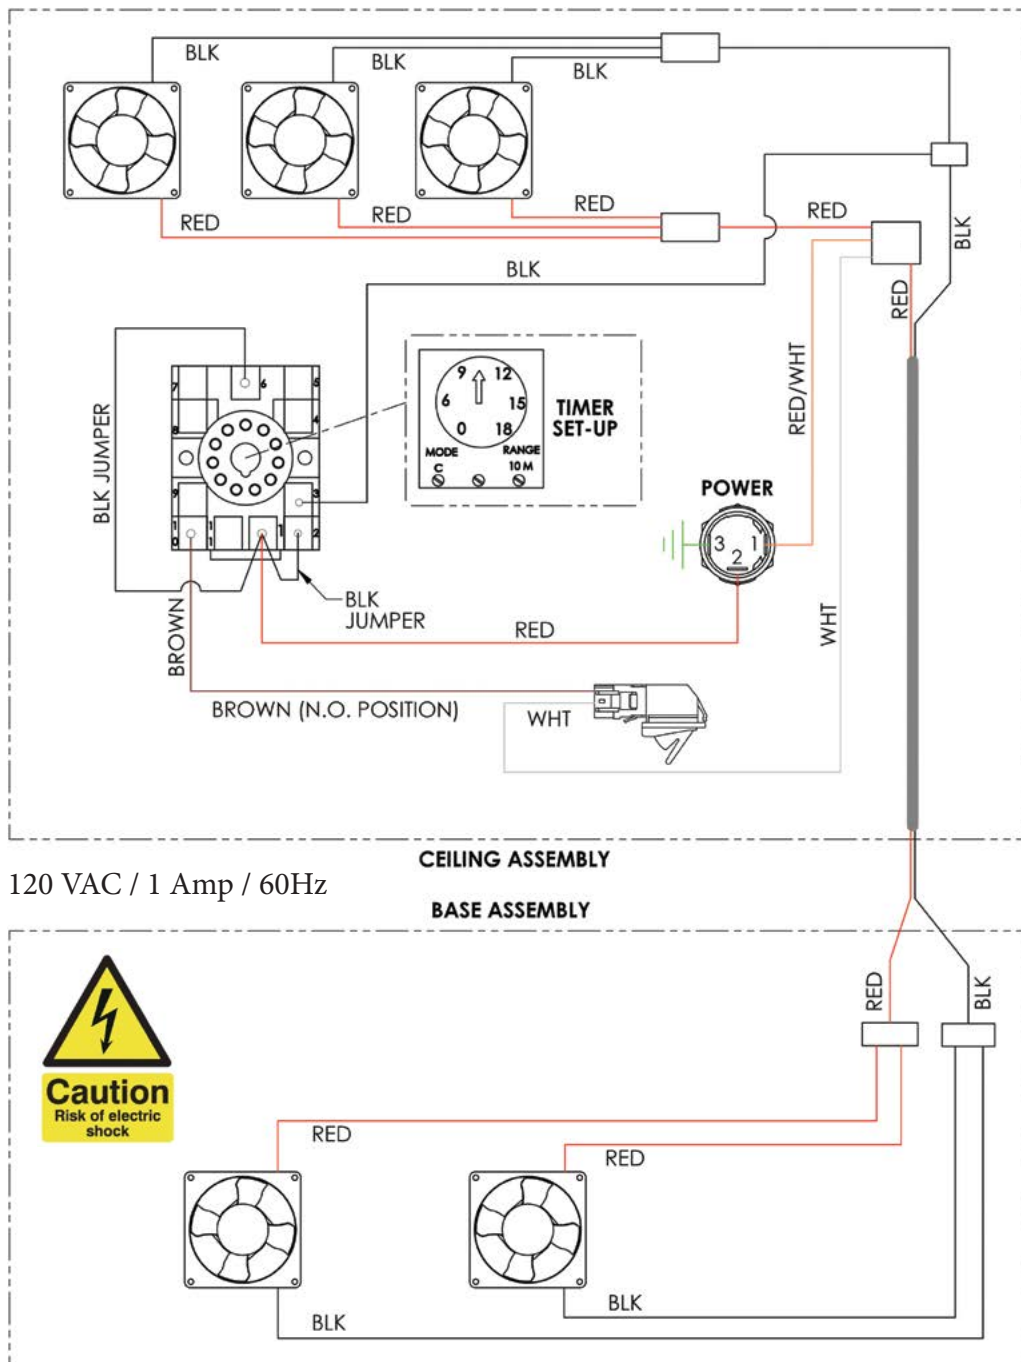 BLK
BLK
BLK
RED
RED
RED
RED
BLK
BLK
RED
BLK JUMPER
7
6
5
8
4
9
3
1 0
1 1
1
2
9 12
6 15
0 18
MODE RANGE
C 10 M
TIMER
SET-UP
RED/WHT
POWER
3 1
2
BLK
JUMPER
RED
BROWN
WHT
BROWN (N.O. POSITION)
WHT
CEILING ASSEMBLY
120 VAC / 1 Amp / 60Hz
BASE ASSEMBLY
RED
BLK
Caution
Risk of electric
shock
RED
RED
BLK
BLK